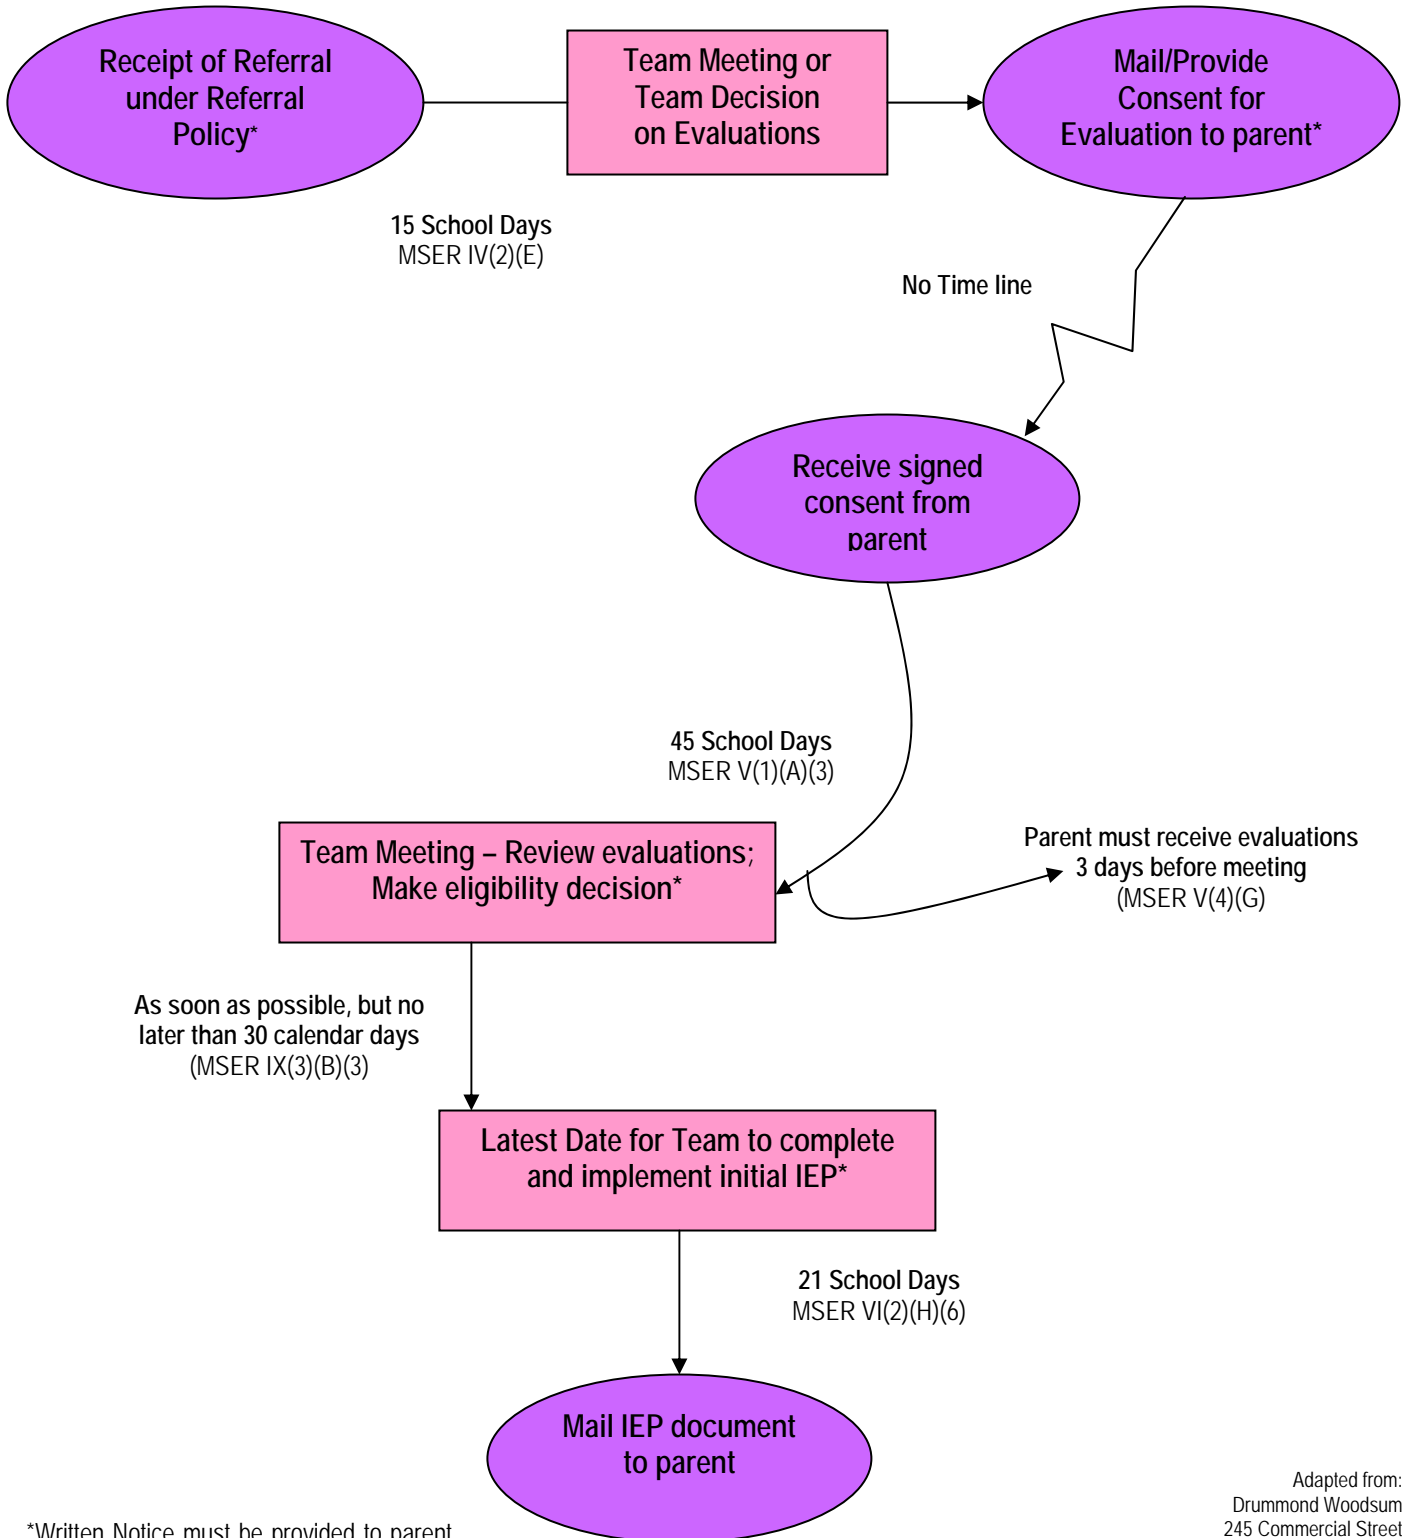 Receipt of Referral
under Referral
Policy*
Team Meeting or
Team Decision
on Evaluations
Mail/Provide
Consent for
Evaluation to parent*
15 School Days
MSER IV(2)(E)
No Time line
Receive signed
consent from
parent
45 School Days
MSER V(1)(A)(3)
Team Meeting – Review evaluations;
Make eligibility decision*
Parent must receive evaluations
3 days before meeting
(MSER V(4)(G)
As soon as possible, but no
later than 30 calendar days
(MSER IX(3)(B)(3)
Latest Date for Team to complete
and implement initial IEP*
21 School Days
MSER VI(2)(H)(6)
Mail IEP document
to parent
*Written Notice must be provided to parent
Adapted from:
Drummond Woodsum
245 Commercial Street